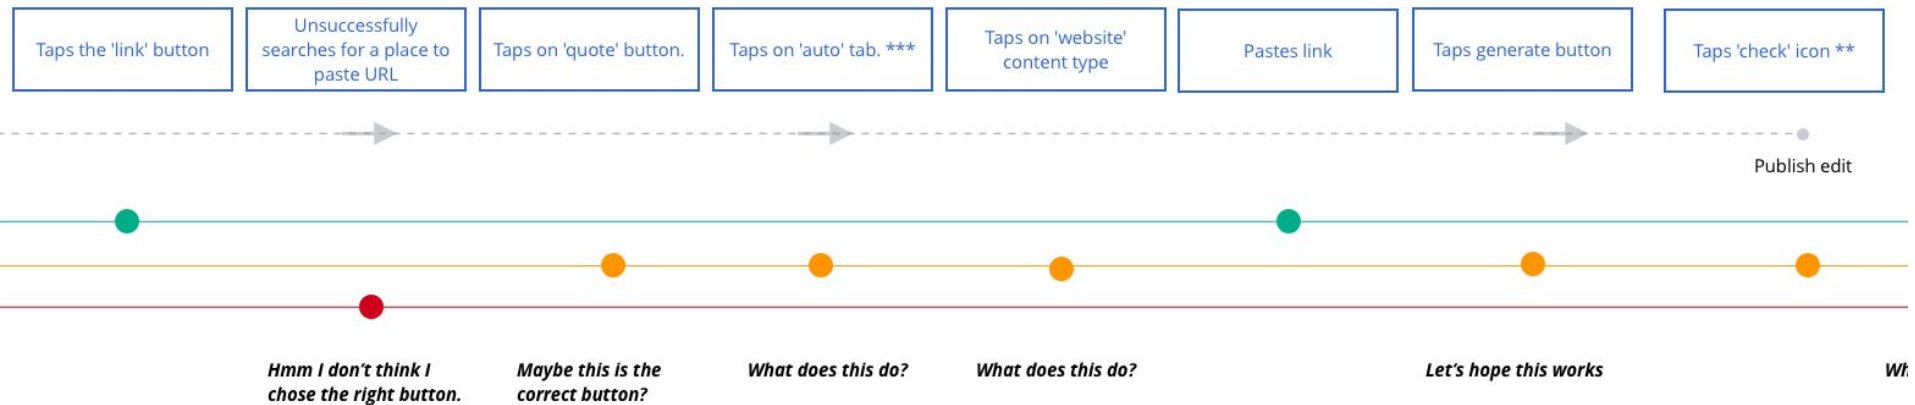 Taps the 'link' button
Unsuccessfully
searches for a place to
paste URL
Taps on 'quote' button.
Taps on 'auto' tab. ***
Taps on 'website'
content type
Pastes link
Taps generate button
Taps 'check' icon **
Publish edit
Hmm I don't think I
chose the right button.
Maybe this is the
correct button?
What does this do?
What does this do?
Let's hope this works